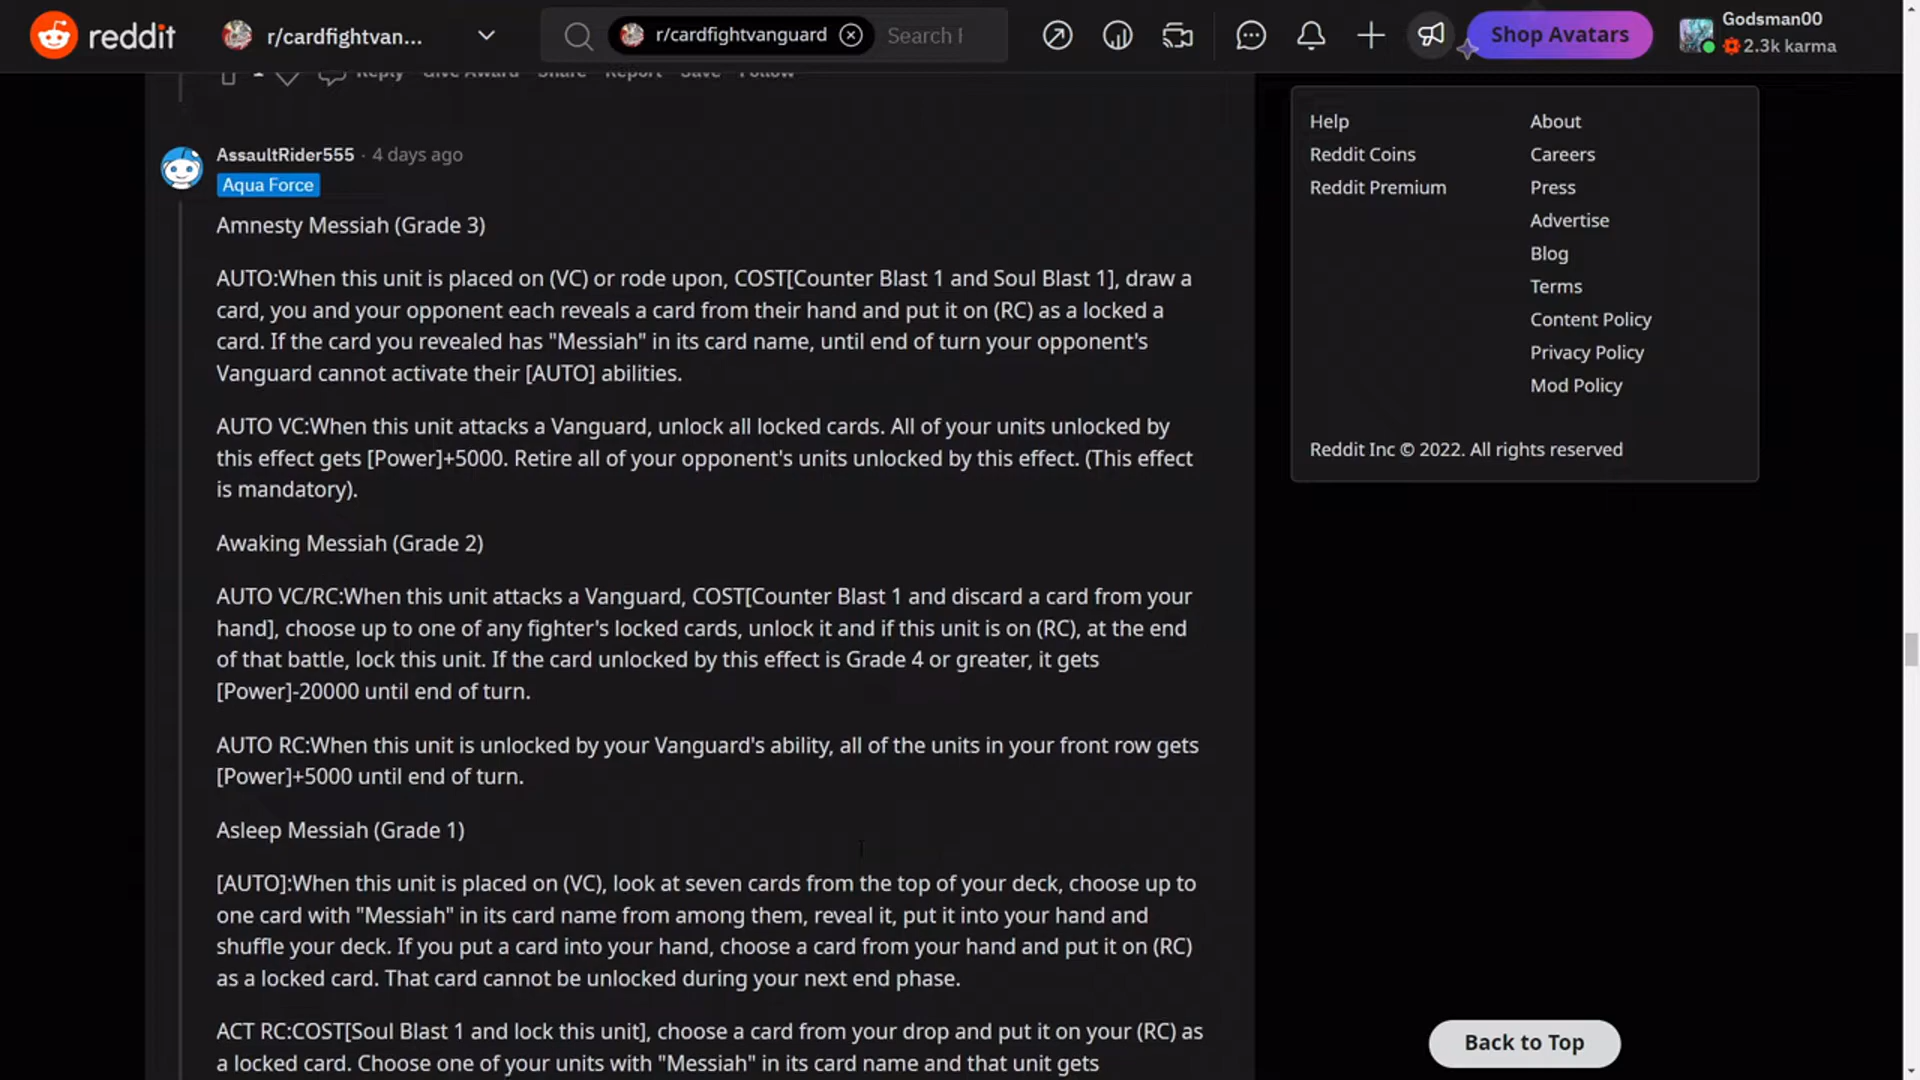 reddit
r/cardfightvan...
r/cardfightvanguard
Search
Shop Avatars
Godsman00
2.3k karma
1
Reply Give Award Share Report Save Follow
AssaultRider555 · 4 days ago
Aqua Force
Amnesty Messiah (Grade 3)
AUTO:When this unit is placed on (VC) or rode upon, COST[Counter Blast 1 and Soul Blast 1], draw a
card, you and your opponent each reveals a card from their hand and put it on (RC) as a locked a
card. If the card you revealed has "Messiah" in its card name, until end of turn your opponent's
Vanguard cannot activate their [AUTO] abilities.
AUTO VC:When this unit attacks a Vanguard, unlock all locked cards. All of your units unlocked by
this effect gets [Power]+5000. Retire all of your opponent's units unlocked by this effect. (This effect
is mandatory).
Awaking Messiah (Grade 2)
AUTO VC/RC:When this unit attacks a Vanguard, COST[Counter Blast 1 and discard a card from your
hand], choose up to one of any fighter's locked cards, unlock it and if this unit is on (RC), at the end
of that battle, lock this unit. If the card unlocked by this effect is Grade 4 or greater, it gets
[Power]-20000 until end of turn.
AUTO RC:When this unit is unlocked by your Vanguard's ability, all of the units in your front row gets
[Power]+5000 until end of turn.
Asleep Messiah (Grade 1)
[AUTO]:When this unit is placed on (VC), look at seven cards from the top of your deck, choose up to
one card with "Messiah" in its card name from among them, reveal it, put it into your hand and
shuffle your deck. If you put a card into your hand, choose a card from your hand and put it on (RC)
as a locked card. That card cannot be unlocked during your next end phase.
ACT RC:COST[Soul Blast 1 and lock this unit], choose a card from your drop and put it on your (RC) as
a locked card. Choose one of your units with "Messiah" in its card name and that unit gets
Help
Reddit Coins
Reddit Premium
About
Careers
Press
Advertise
Blog
Terms
Content Policy
Privacy Policy
Mod Policy
Reddit Inc © 2022. All rights reserved
Back to Top